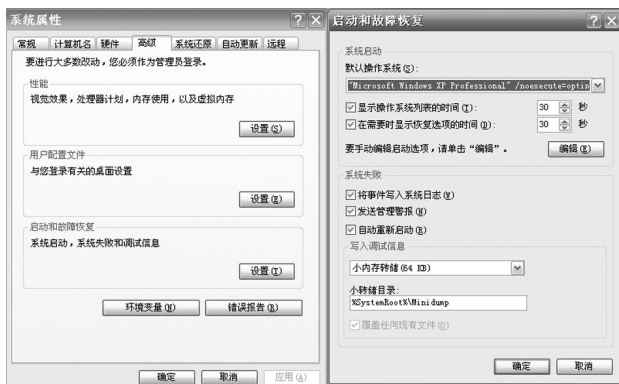 系统属性
常规 计算机名 硬件 高级 系统还原 自动更新 远程
要进行大多数改动，您必须作为管理员登录。
性能
视觉效果，处理器计划，内存使用，以及虚拟内存
设置(S)
用户配置文件
与您登录有关的桌面设置
设置(E)
启动和故障恢复
系统启动，系统失败和调试信息
设置(T)
环境变量(N) 错误报告(R)
确定 取消 应用(A)
启动和故障恢复
系统启动
默认操作系统(S):
"Microsoft Windows XP Professional" /noexecute=optin
显示操作系统列表的时间(T): 30 秒
在需要时显示恢复选项的时间(D): 30 秒
要手动编辑启动选项，请单击“编辑”。 编辑(E)
系统失败
将事件写入系统日志(W)
发送管理警报(N)
自动重新启动(R)
写入调试信息
小内存转储(64 KB)
小转储目录:
%SystemRoot%\Minidump
覆盖任何现有文件(O)
确定 取消